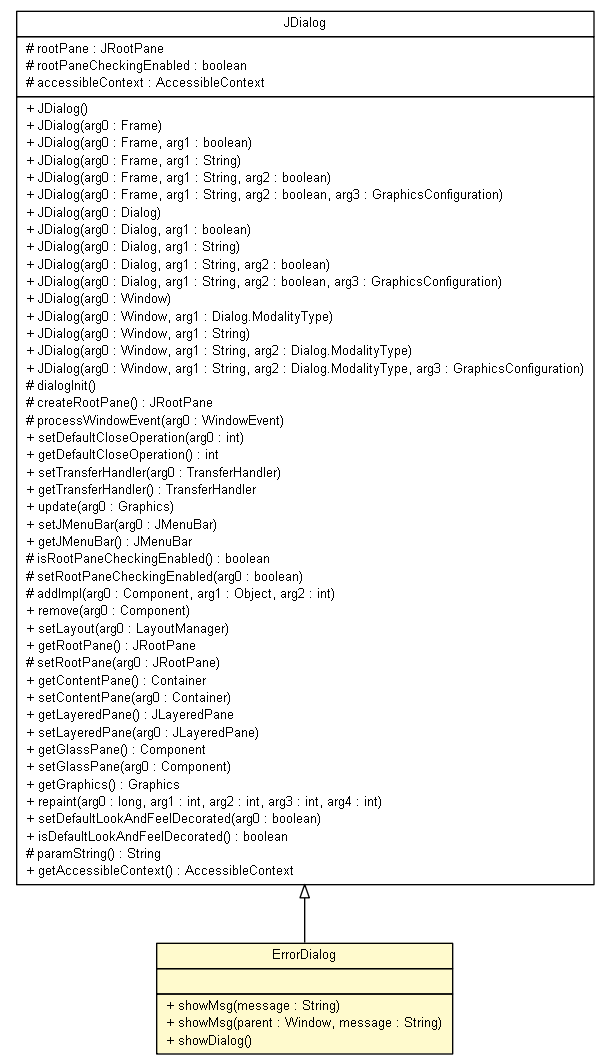 JDialog
# rootPane : JRootPane
# rootPaneCheckingEnabled : boolean
# accessibleContext : AccessibleContext
+ JDialog()
+ JDialog(arg0 : Frame)
+ JDialog(arg0 : Frame, arg1 : boolean)
+ JDialog(arg0 : Frame, arg1 : String)
+ JDialog(arg0 : Frame, arg1 : String, arg2 : boolean)
+ JDialog(arg0 : Frame, arg1 : String, arg2 : boolean, arg3 : GraphicsConfiguration)
+ JDialog(arg0 : Dialog)
+ JDialog(arg0 : Dialog, arg1 : boolean)
+ JDialog(arg0 : Dialog, arg1 : String)
+ JDialog(arg0 : Dialog, arg1 : String, arg2 : boolean)
+ JDialog(arg0 : Dialog, arg1 : String, arg2 : boolean, arg3 : GraphicsConfiguration)
+ JDialog(arg0 : Window)
+ JDialog(arg0 : Window, arg1 : Dialog.ModalityType)
+ JDialog(arg0 : Window, arg1 : String)
+ JDialog(arg0 : Window, arg1 : String, arg2 : Dialog.ModalityType)
+ JDialog(arg0 : Window, arg1 : String, arg2 : Dialog.ModalityType, arg3 : GraphicsConfiguration)
# dialogInit()
# createRootPane() : JRootPane
# processWindowEvent(arg0 : WindowEvent)
+ setDefaultCloseOperation(arg0 : int)
+ getDefaultCloseOperation() : int
+ setTransferHandler(arg0 : TransferHandler)
+ getTransferHandler() : TransferHandler
+ update(arg0 : Graphics)
+ setJMenuBar(arg0 : JMenuBar)
+ getJMenuBar() : JMenuBar
# isRootPaneCheckingEnabled() : boolean
# setRootPaneCheckingEnabled(arg0 : boolean)
# addImpl(arg0 : Component, arg1 : Object, arg2 : int)
+ remove(arg0 : Component)
+ setLayout(arg0 : LayoutManager)
+ getRootPane() : JRootPane
# setRootPane(arg0 : JRootPane)
+ getContentPane() : Container
+ setContentPane(arg0 : Container)
+ getLayeredPane() : JLayeredPane
+ setLayeredPane(arg0 : JLayeredPane)
+ getGlassPane() : Component
+ setGlassPane(arg0 : Component)
+ getGraphics() : Graphics
+ repaint(arg0 : long, arg1 : int, arg2 : int, arg3 : int, arg4 : int)
+ setDefaultLookAndFeelDecorated(arg0 : boolean)
+ isDefaultLookAndFeelDecorated() : boolean
# paramString() : String
+ getAccessibleContext() : AccessibleContext
ErrorDialog
+ showMsg(message : String)
+ showMsg(parent : Window, message : String)
+ showDialog()